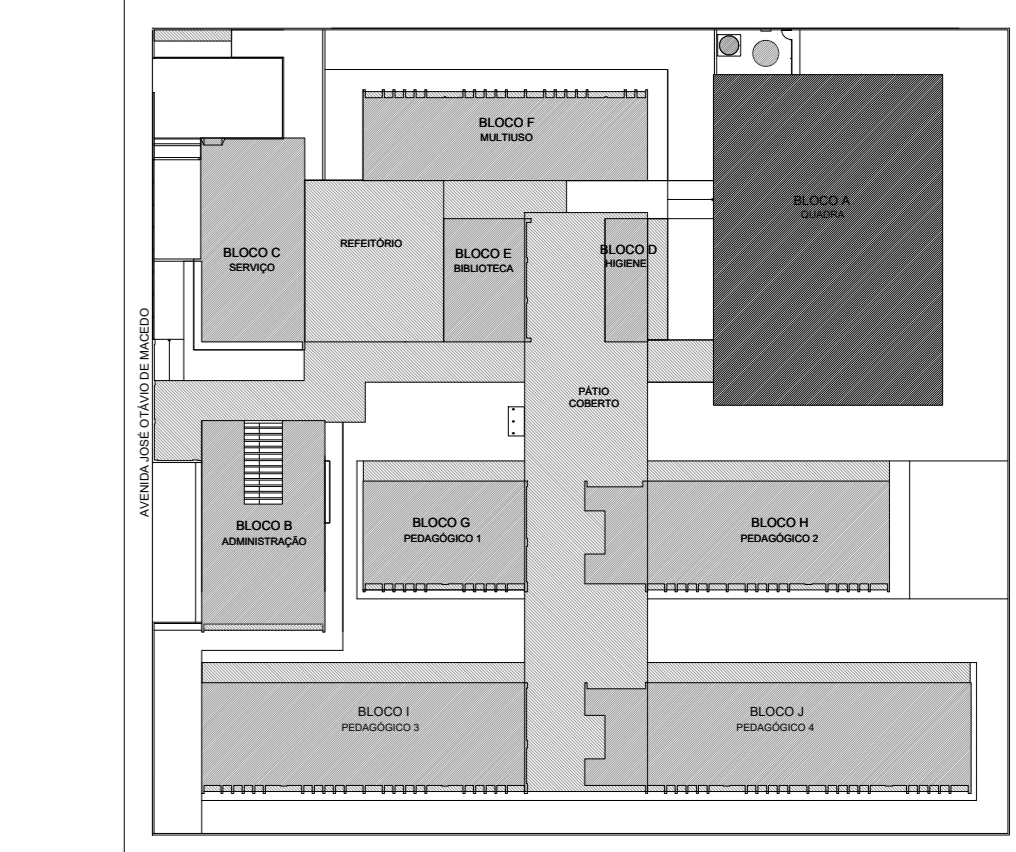 BLOCO F
MULTIUSO
BLOCO A
QUADRA
BLOCO C
SERVIÇO
REFEITÓRIO
BLOCO E
BIBLIOTECA
BLOCO D
HIGIENE
AVENIDA JOSÉ OTÁVIO DE MACEDO
PÁTIO
COBERTO
BLOCO B
ADMINISTRAÇÃO
BLOCO G
PEDAGÓGICO 1
BLOCO H
PEDAGÓGICO 2
BLOCO I
PEDAGÓGICO 3
BLOCO J
PEDAGÓGICO 4